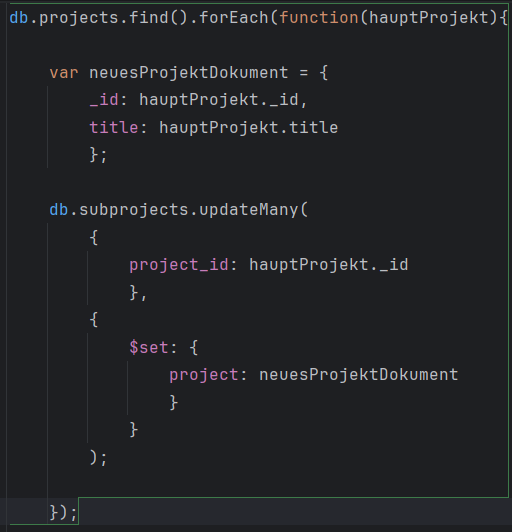 db.projects.find().forEach(function(hauptProjekt){
var neuesProjektDokument = {
_id: hauptProjekt._id,
title: hauptProjekt.title
};
db.subprojects.updateMany(
{
project_id: hauptProjekt._id
},
{
$set: {
project: neuesProjektDokument
}
}
);
});